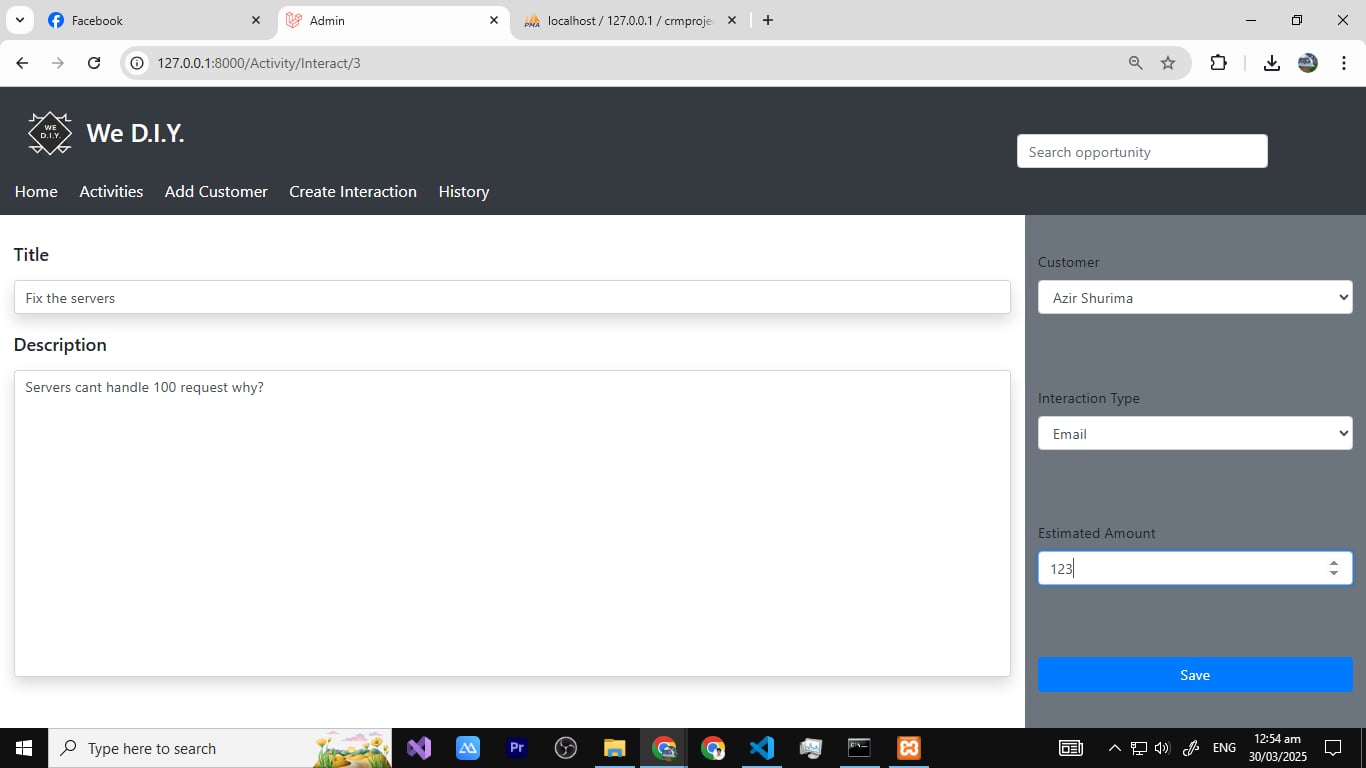 Facebook
Admin
localhost / 127.0.0.1 / crmproje
127.0.0.1:8000/Activity/Interact/3
WE
D.I.Y.
We D.I.Y.
Search opportunity
Home Activities Add Customer Create Interaction History
Title
Fix the servers
Description
Servers cant handle 100 request why?
Customer
Azir Shurima
Interaction Type
Email
Estimated Amount
123
Save
Type here to search
Pr
ENG
12:54 am
30/03/2025